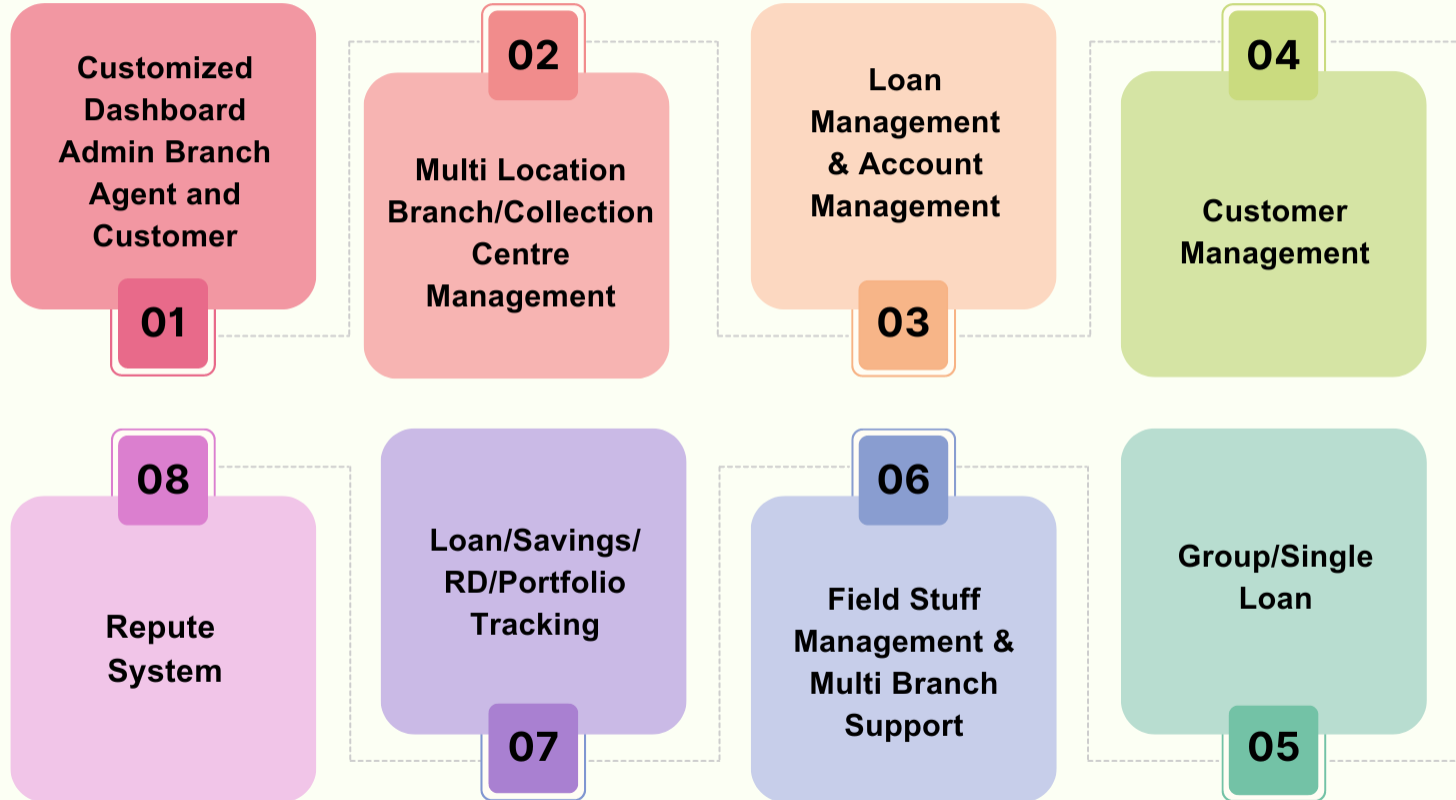 Customized
Dashboard
Admin Branch
Agent and
Customer
01
02
Multi Location
Branch/Collection
Centre
Management
Loan
Management
& Account
Management
03
04
Customer
Management
Group/Single
Loan
05
06
Field Stuff
Management &
Multi Branch
Support
Loan/Savings/
RD/Portfolio
Tracking
07
08
Repute
System